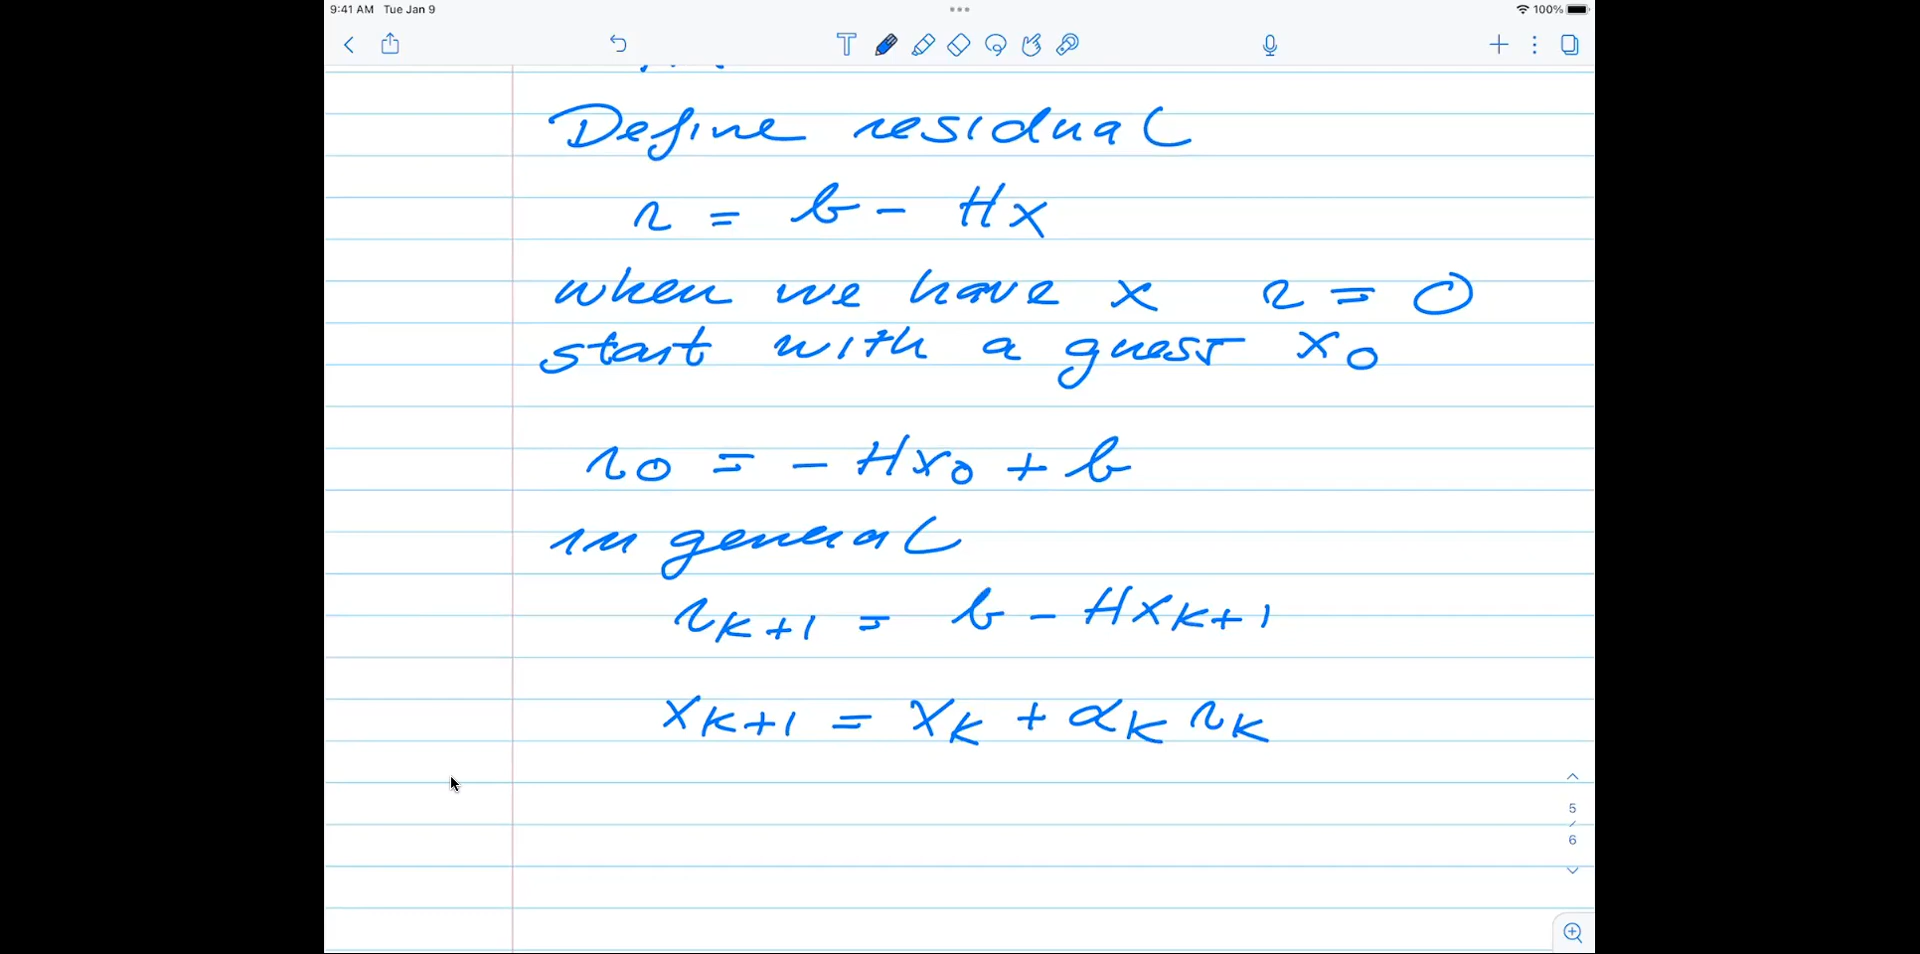 9:41 AM Tue Jan 9
100%
Define residual
r = b - Hx
when we have x r = 0
start with a guess x₀
r₀ = - Hx₀ + b
in general
rₖ₊₁ = b - Hxₖ₊₁
xₖ₊₁ = xₖ + αₖ rₖ
5
/
6